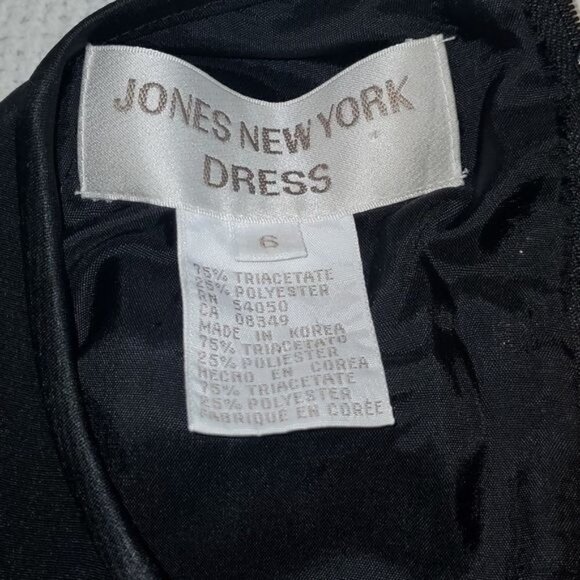 JONES NEW YORK
DRESS
6
75% TRIACETATE
25% POLYESTER
RN 54050
CA 08349
MADE IN KOREA
75% TRIACETATO
25% POLIESTER
HECHO EN COREA
75% TRIACETATE
25% POLYESTER
FABRIQUE EN CORÉE